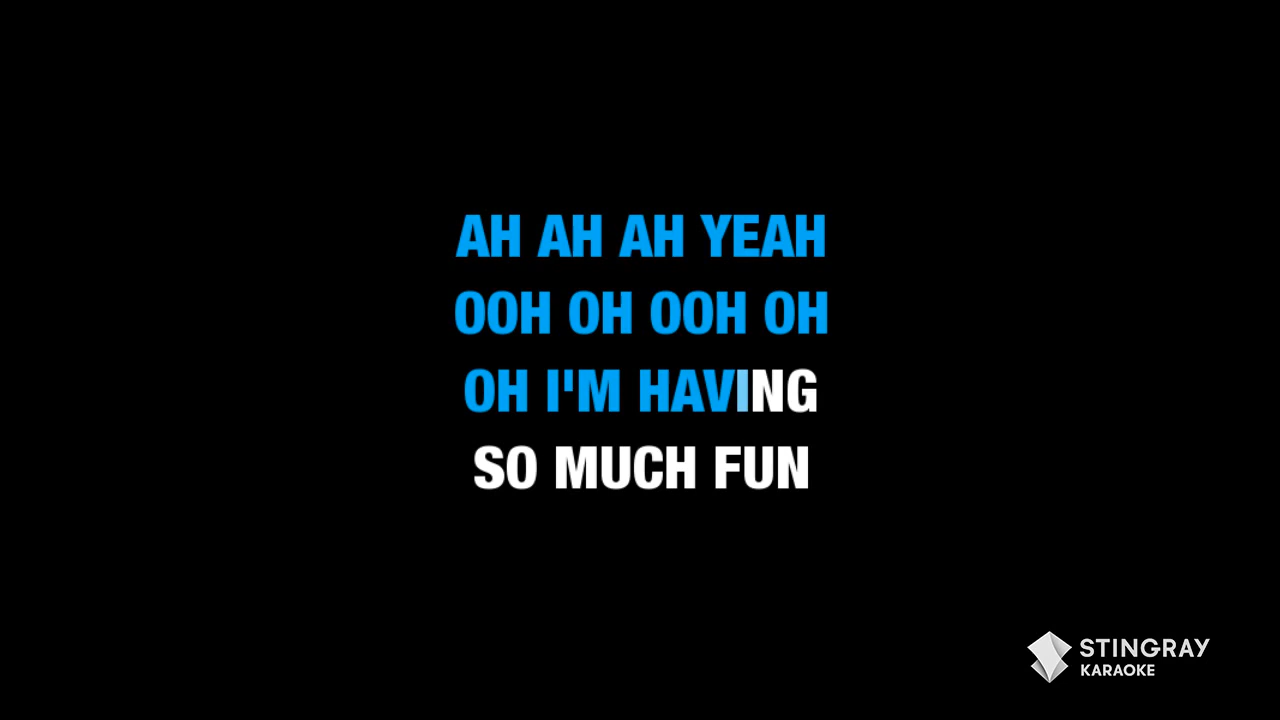 AH AH AH YEAH
OOH OH OOH OH
OH I'M HAVING
SO MUCH FUN
STINGRAY
KARAOKE